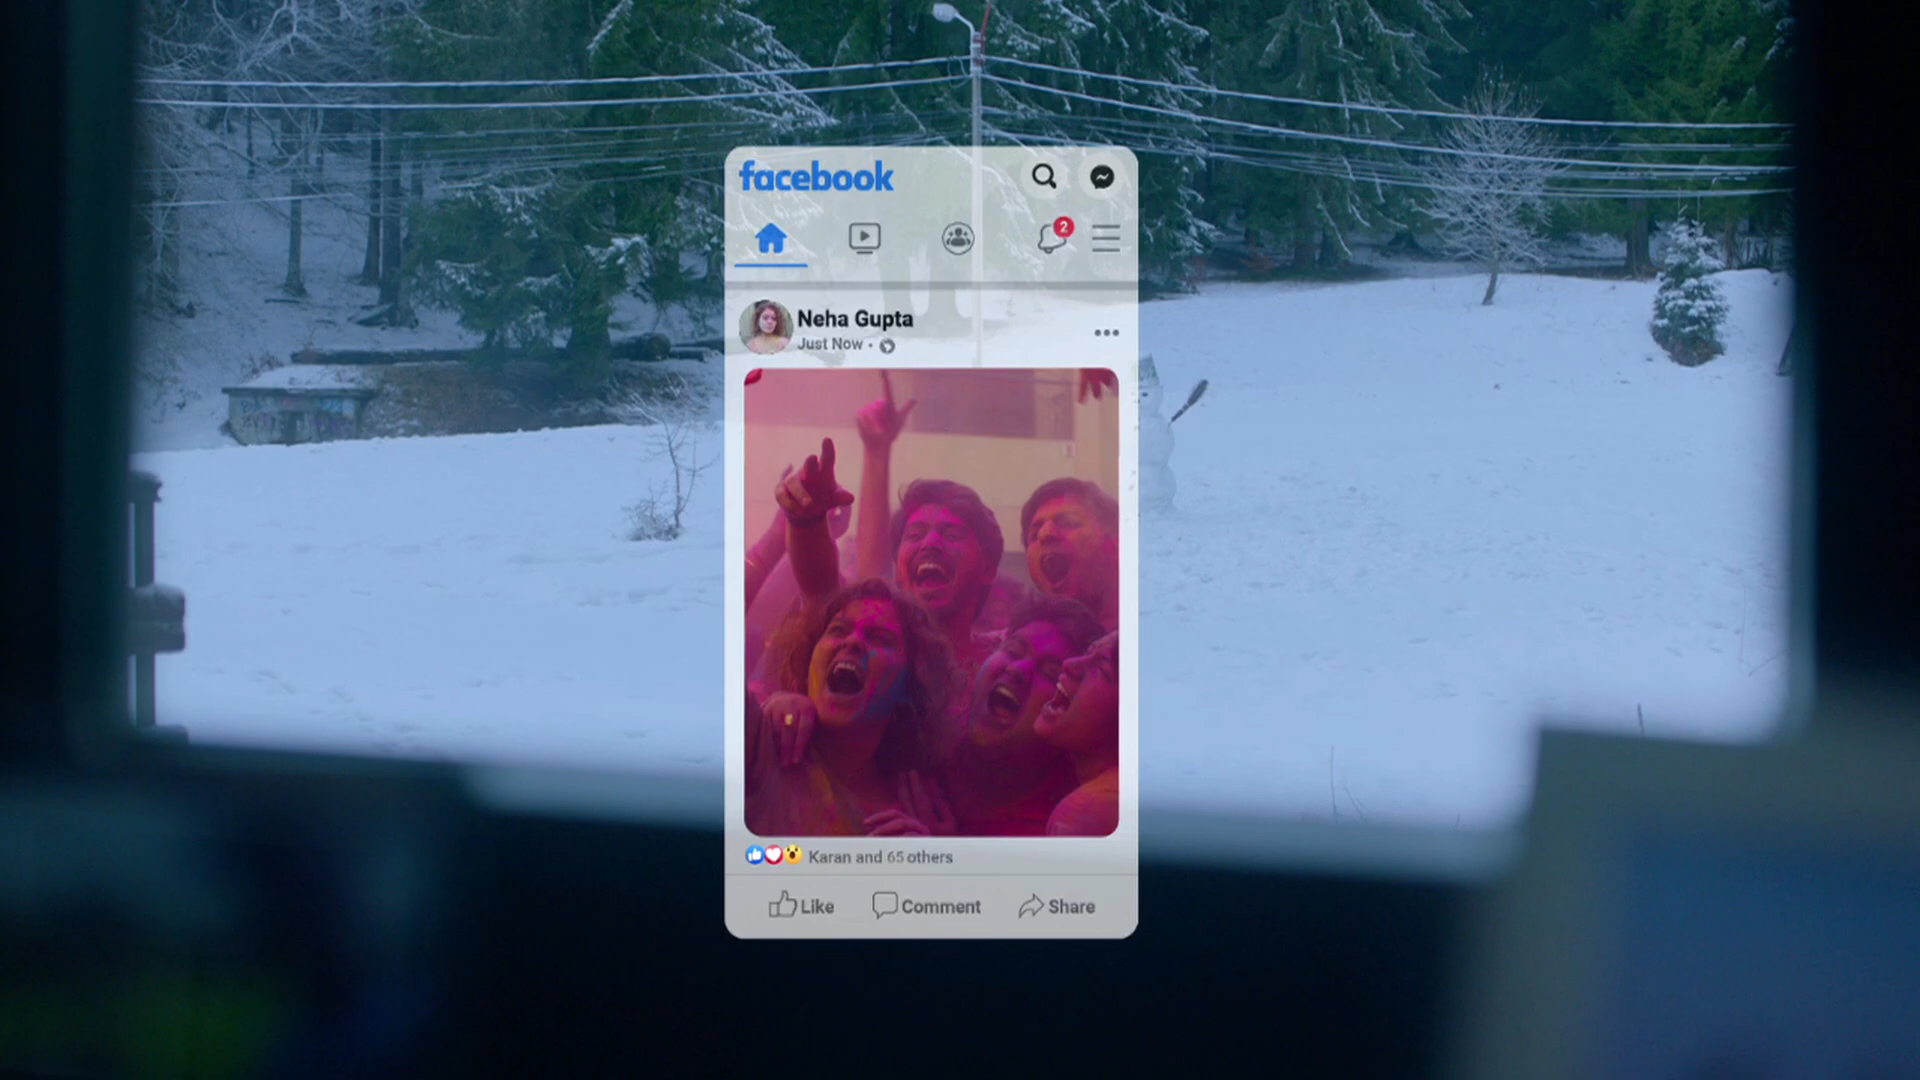 facebook
2
Neha Gupta
Just Now •
Karan and 65 others
Like Comment Share